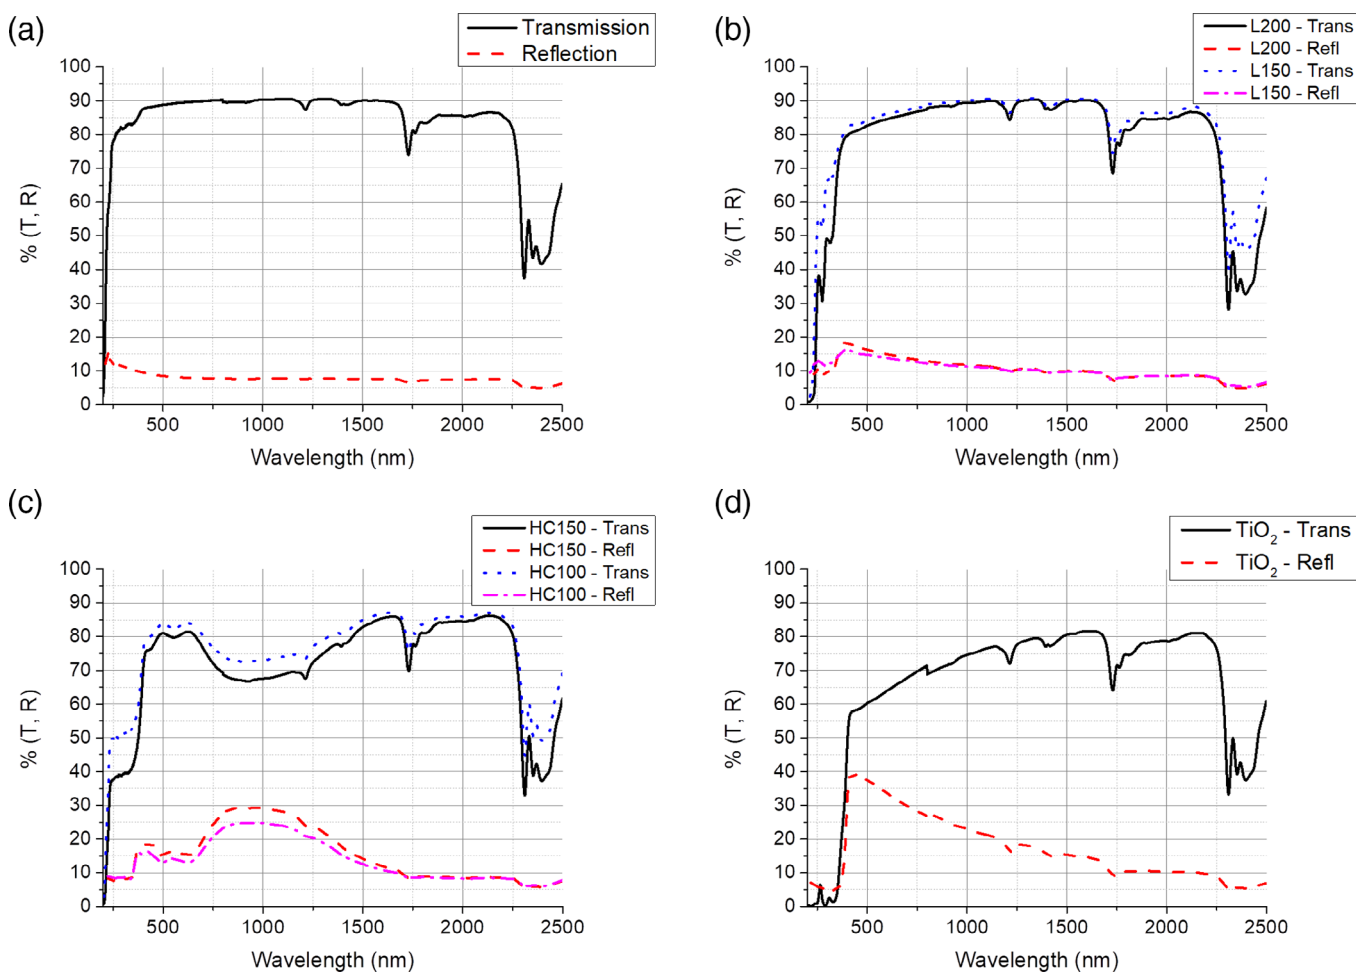 (a)
Transmission
Reflection
100
90
80
70
60
50
40
30
20
10
0
% (T, R)
500
1000
1500
2000
2500
Wavelength (nm)
(b)
L200 - Trans
L200 - Refl
L150 - Trans
L150 - Refl
100
90
80
70
60
50
40
30
20
10
0
% (T, R)
500
1000
1500
2000
2500
Wavelength (nm)
(c)
HC150 - Trans
HC150 - Refl
HC100 - Trans
HC100 - Refl
100
90
80
70
60
50
40
30
20
10
0
% (T, R)
500
1000
1500
2000
2500
Wavelength (nm)
(d)
TiO₂ - Trans
TiO₂ - Refl
100
90
80
70
60
50
40
30
20
10
0
% (T, R)
500
1000
1500
2000
2500
Wavelength (nm)